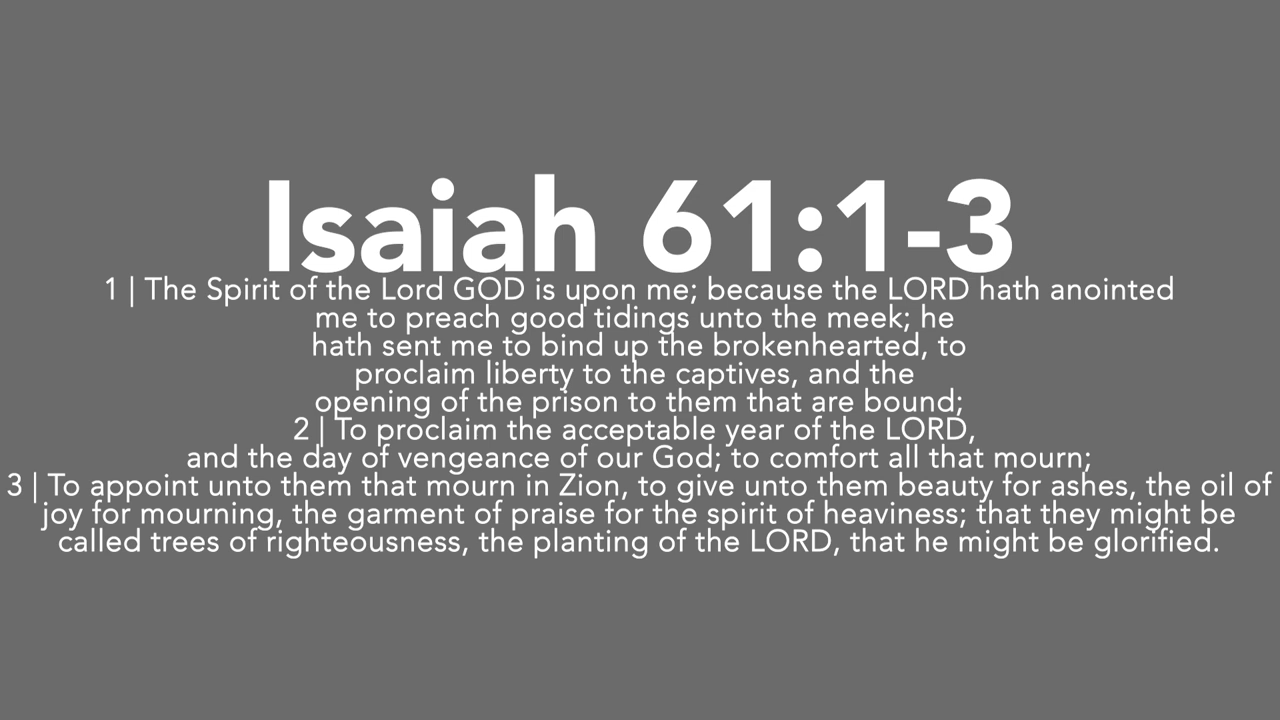 Isaiah 61:1-3
1 | The Spirit of the Lord GOD is upon me; because the LORD hath anointed
me to preach good tidings unto the meek; he
hath sent me to bind up the brokenhearted, to
proclaim liberty to the captives, and the
opening of the prison to them that are bound;
2 | To proclaim the acceptable year of the LORD,
and the day of vengeance of our God; to comfort all that mourn;
3 | To appoint unto them that mourn in Zion, to give unto them beauty for ashes, the oil of
joy for mourning, the garment of praise for the spirit of heaviness; that they might be
called trees of righteousness, the planting of the LORD, that he might be glorified.